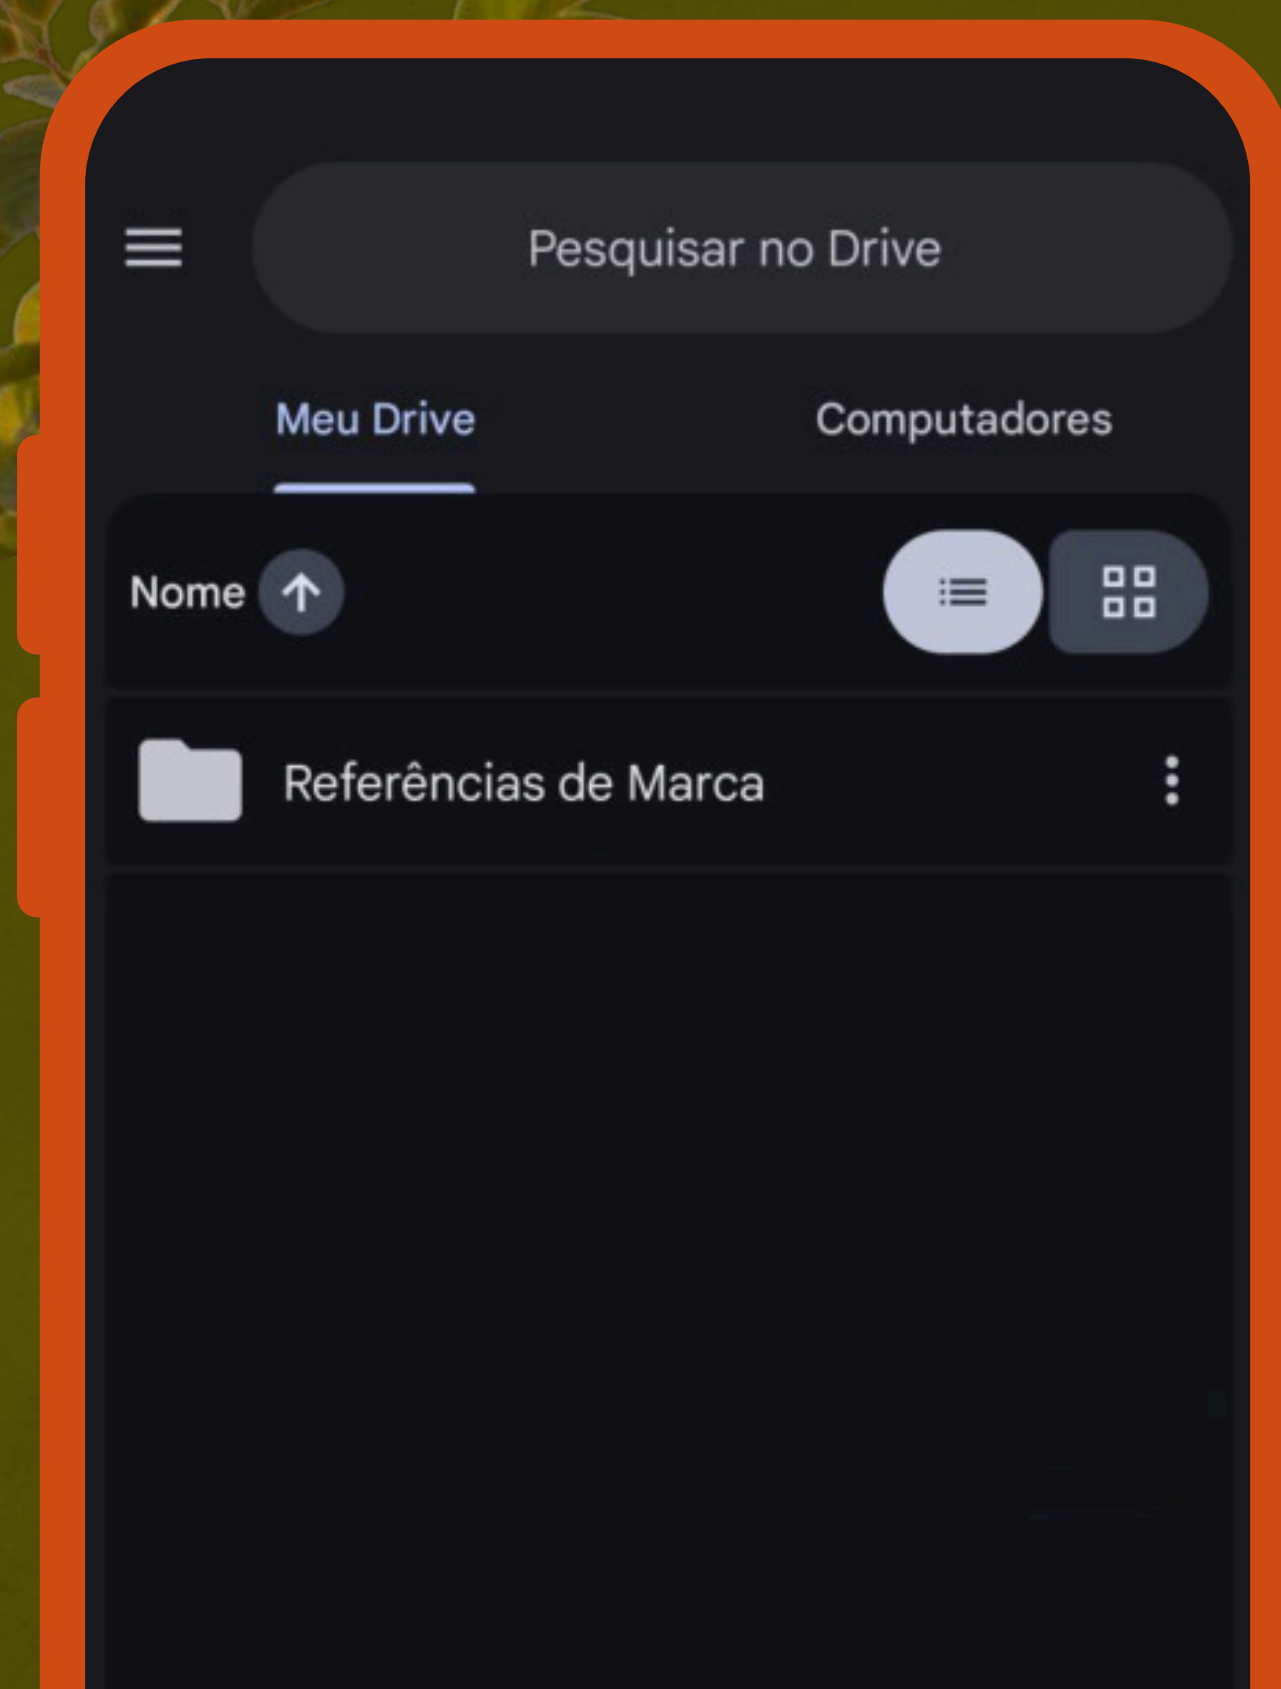 Pesquisar no Drive
Meu Drive
Computadores
Nome
Referências de Marca